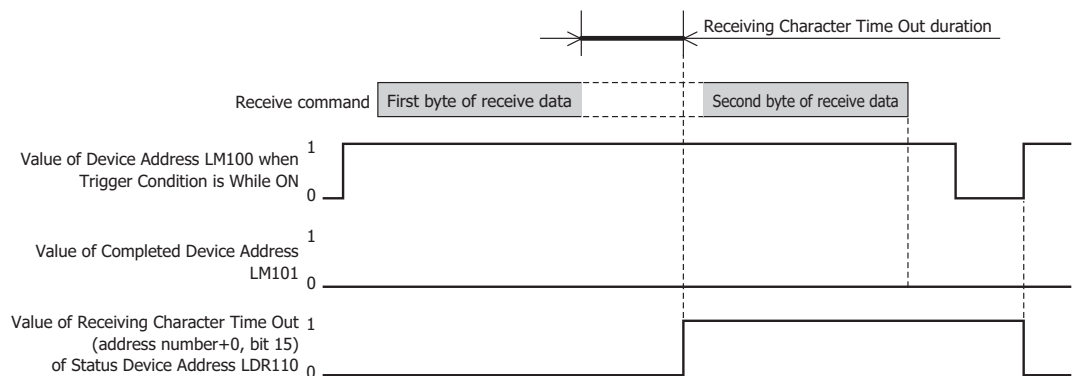 Receiving Character Time Out duration
Receive command
First byte of receive data
Second byte of receive data
Value of Device Address LM100 when
Trigger Condition is While ON
1
0
Value of Completed Device Address
LM101
1
0
Value of Receiving Character Time Out
(address number+0, bit 15)
of Status Device Address LDR110
1
0